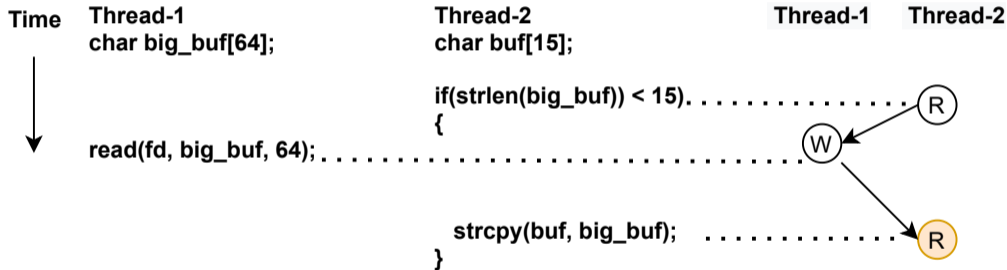 Time Thread-1 Thread-2 Thread-1 Thread-2
char big_buf[64]; char buf[15];
if(strlen(big_buf)) < 15) R
{
read(fd, big_buf, 64); W
strcpy(buf, big_buf); R
}